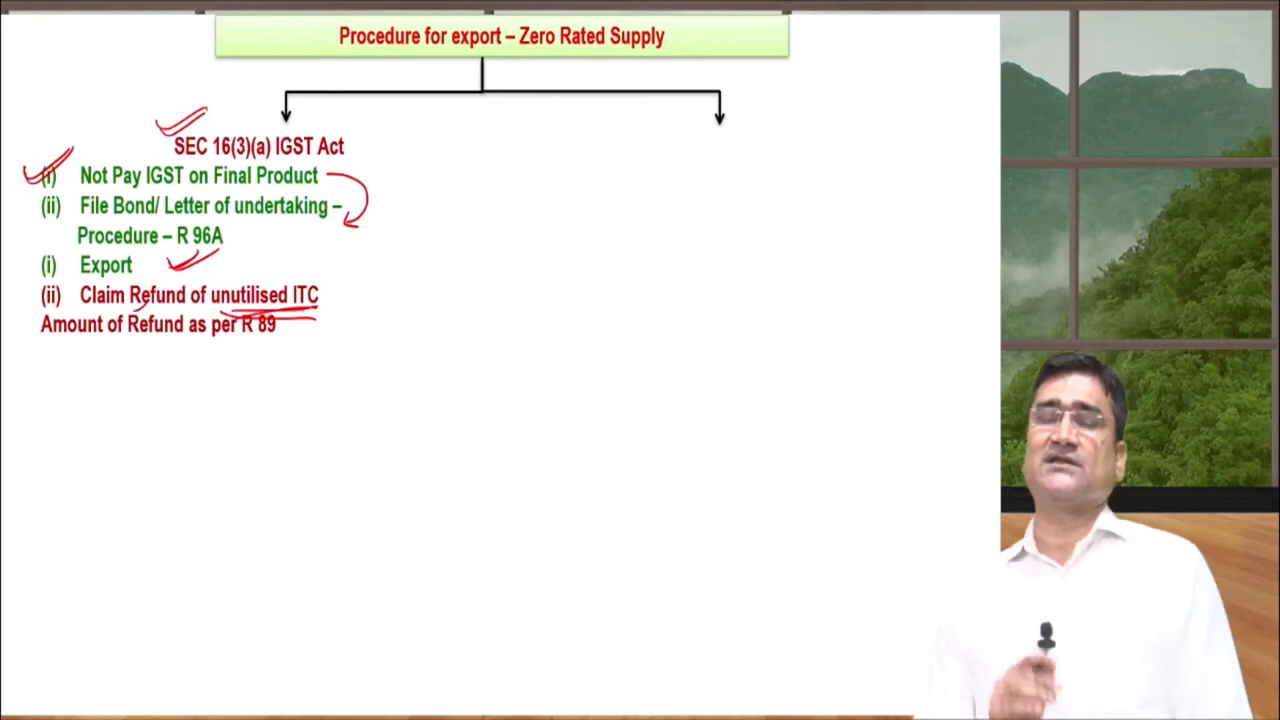 Procedure for export – Zero Rated Supply
SEC 16(3)(a) IGST Act
(i) Not Pay IGST on Final Product
(ii) File Bond/ Letter of undertaking –
Procedure – R 96A
(i) Export
(ii) Claim Refund of unutilised ITC
Amount of Refund as per R 89